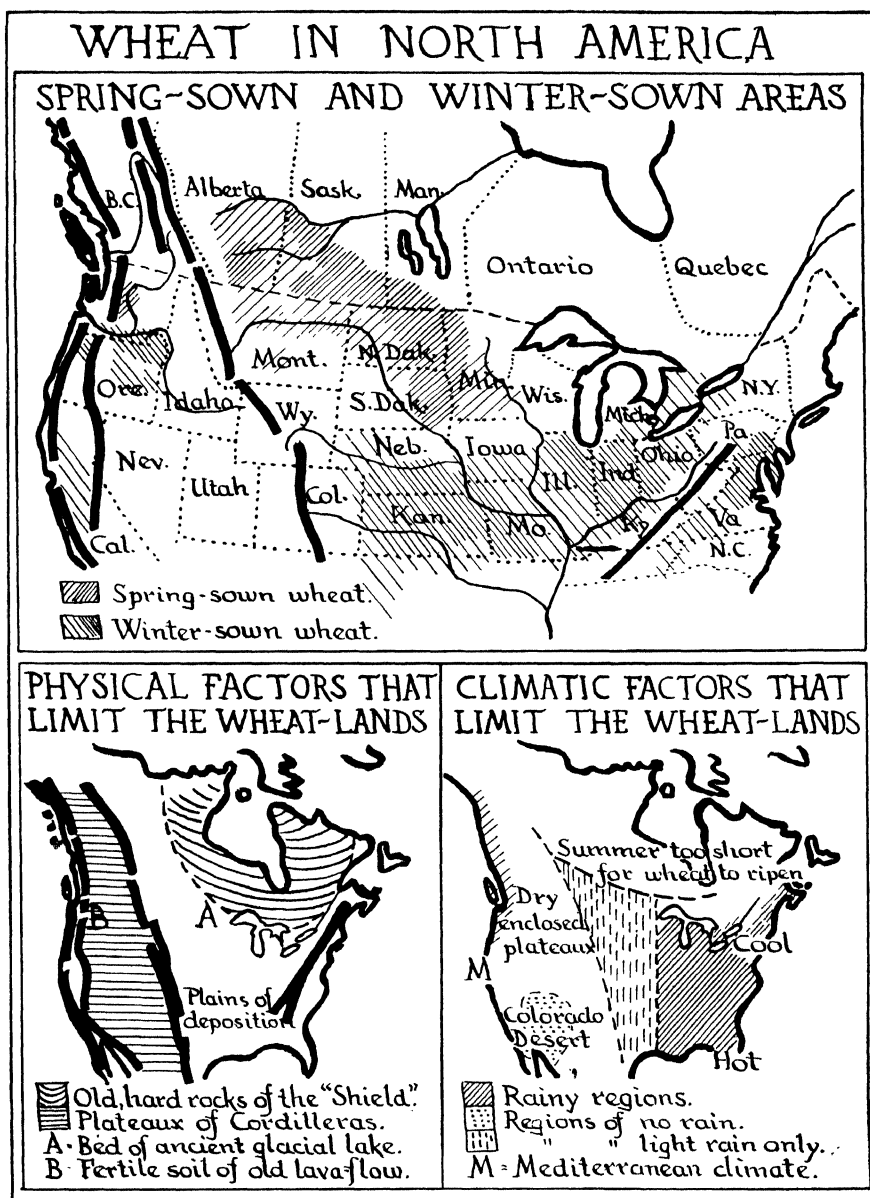 WHEAT IN NORTH AMERICA
SPRING-SOWN AND WINTER-SOWN AREAS
B.C. Alberta Sask. Man.
Ontario Quebec
Mont. N. Dak. Min. Wis. Mich. N.Y.
Ore. Idaho Wy. S. Dak. Pa
Nev. Neb. Iowa Ill. Ind. Ohio
Utah Col. Kan. Mo. Ky Va
Cal. N.C.
Spring-sown wheat.
Winter-sown wheat.
PHYSICAL FACTORS THAT
LIMIT THE WHEAT-LANDS
B A
Plains of
deposition
Old, hard rocks of the "Shield".
Plateaux of Cordilleras.
A · Bed of ancient glacial lake.
B · Fertile soil of old lava-flow.
CLIMATIC FACTORS THAT
LIMIT THE WHEAT-LANDS
Summer too short
for wheat to ripen
Dry
enclosed
plateaux
Cool
M
Colorado
Desert
Hot
Rainy regions.
Regions of no rain.
" " light rain only.
M = Mediterranean climate.